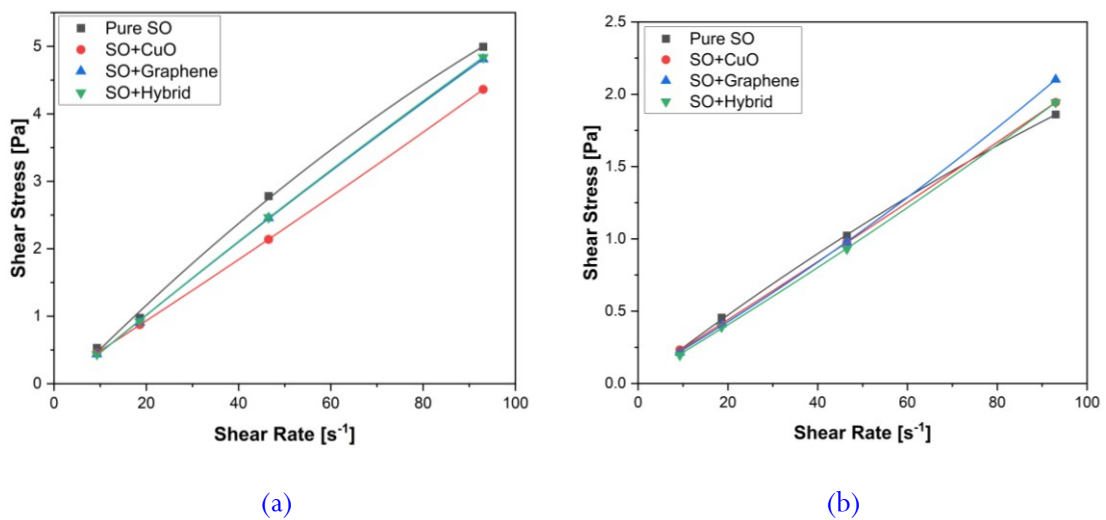 Pure SO
SO+CuO
SO+Graphene
SO+Hybrid
5
4
3
2
1
0
Shear Stress [Pa]
0 20 40 60 80 100
Shear Rate [s⁻¹]
(a)
2.5
2.0
1.5
1.0
0.5
0.0
Shear Stress [Pa]
Pure SO
SO+CuO
SO+Graphene
SO+Hybrid
0 20 40 60 80 100
Shear Rate [s⁻¹]
(b)